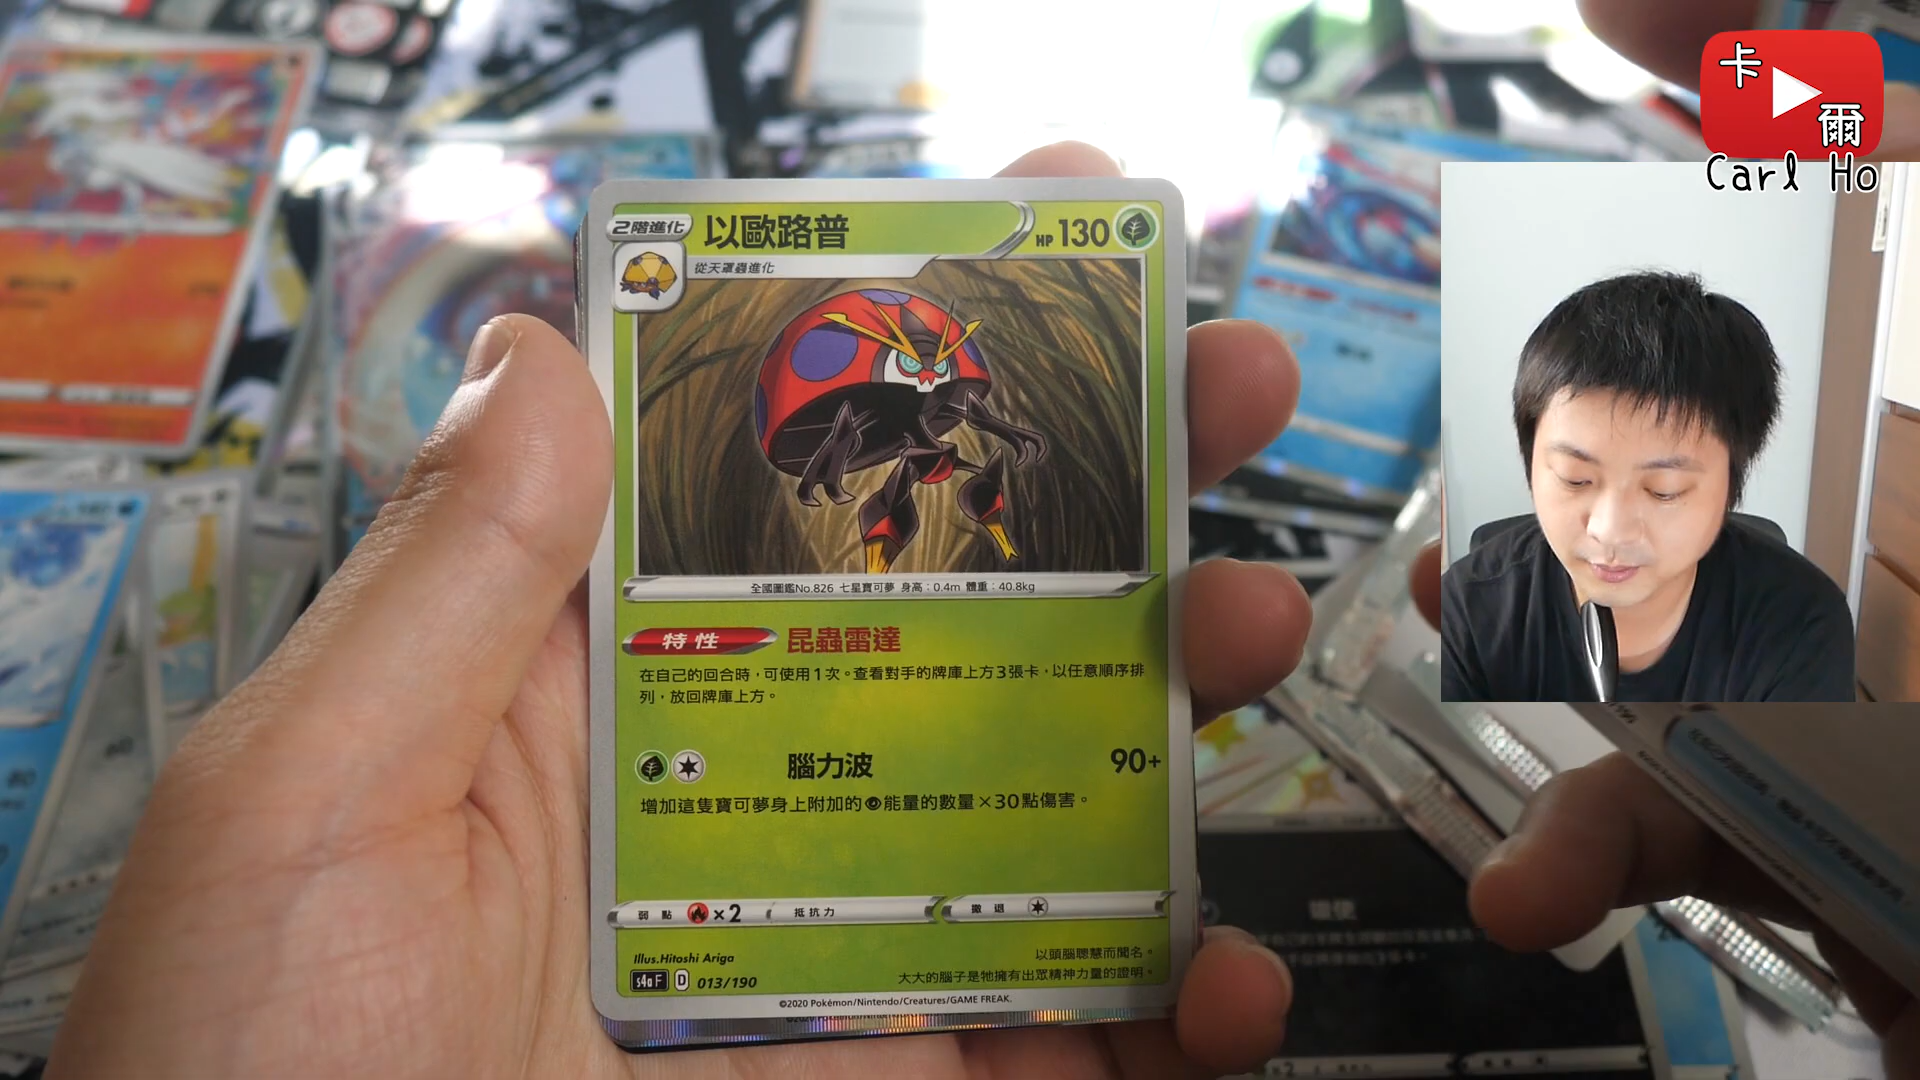 卡
爾
Carl Ho
2階進化
以歐路普
HP 130
從天罩蟲進化
全國圖鑑No.826 七星寶可夢 身高：0.4m 體重：40.8kg
特性 昆蟲雷達
在自己的回合時，可使用1次。查看對手的牌庫上方3張卡，以任意順序排
列，放回牌庫上方。
腦力波 90+
增加這隻寶可夢身上附加的能量的數量×30點傷害。
弱點 ×2 抵抗力 撤退
Illus.Hitoshi Ariga
以頭腦聰慧而聞名。
大大的腦子是牠擁有出眾精神力量的證明。
s4a F D 013/190
©2020 Pokémon/Nintendo/Creatures/GAME FREAK.